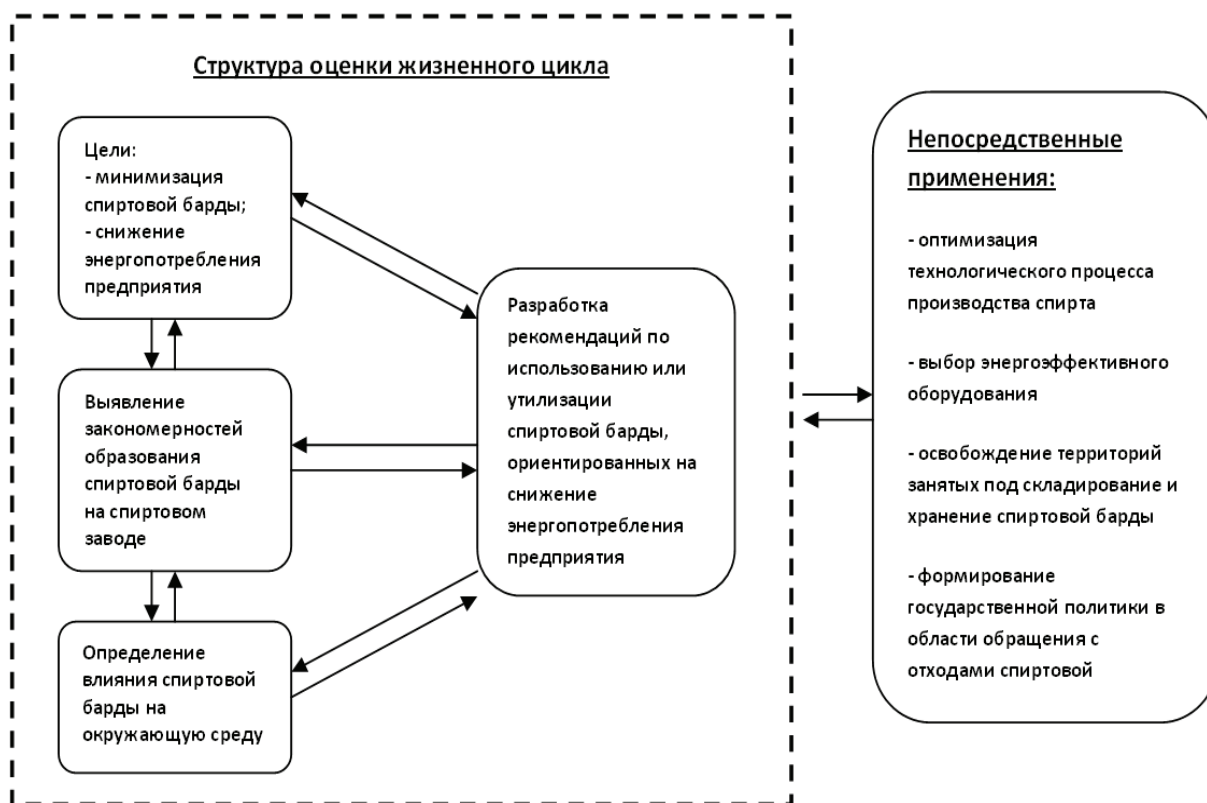 Структура оценки жизненного цикла
Цели:
- минимизация
спиртовой барды;
- снижение
энергопотребления
предприятия
Выявление
закономерностей
образования
спиртовой барды
на спиртовом
заводе
Определение
влияния спиртовой
барды на
окружающую среду
Разработка
рекомендаций по
использованию или
утилизации
спиртовой барды,
ориентированных на
снижение
энергопотребления
предприятия
Непосредственные
применения:
- оптимизация
технологического процесса
производства спирта
- выбор энергоэффективного
оборудования
- освобождение территорий
занятых под складирование и
хранение спиртовой барды
- формирование
государственной политики в
области обращения с
отходами спиртовой